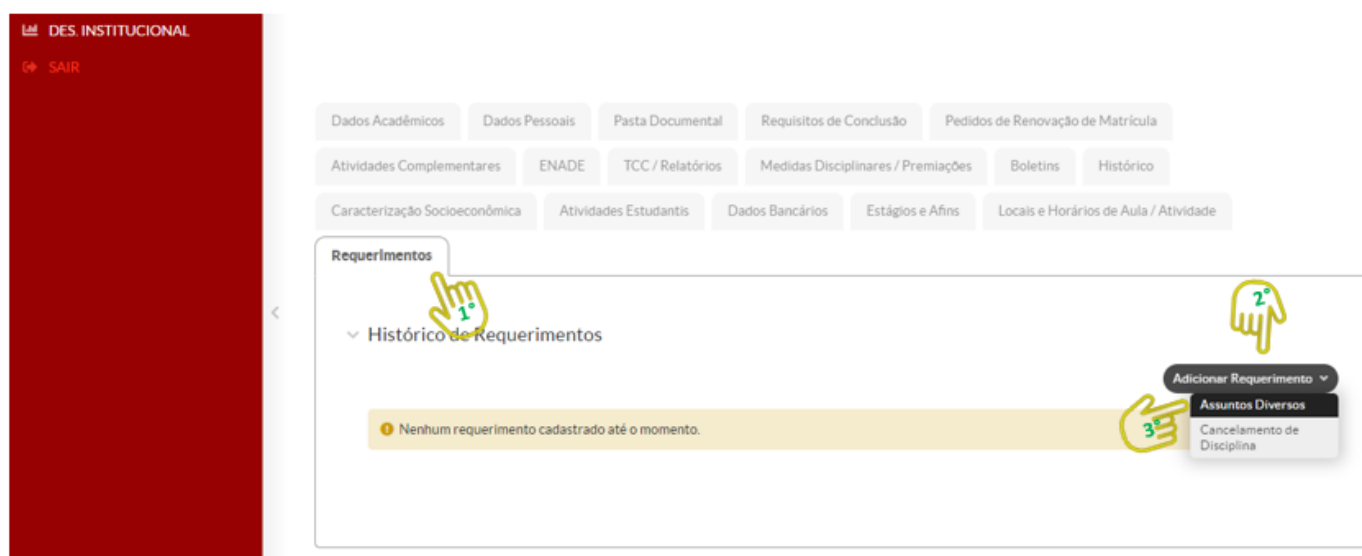 DES. INSTITUCIONAL
SAIR
Dados Acadêmicos Dados Pessoais Pasta Documental Requisitos de Conclusão Pedidos de Renovação de Matrícula
Atividades Complementares ENADE TCC / Relatórios Medidas Disciplinares / Premiações Boletins Histórico
Caracterização Socioeconômica Atividades Estudantis Dados Bancários Estágios e Afins Locais e Horários de Aula / Atividade
Requerimentos
1°
2°
Histórico de Requerimentos
Adicionar Requerimento
Assuntos Diversos
3°
Nenhum requerimento cadastrado até o momento.
Cancelamento de
Disciplina